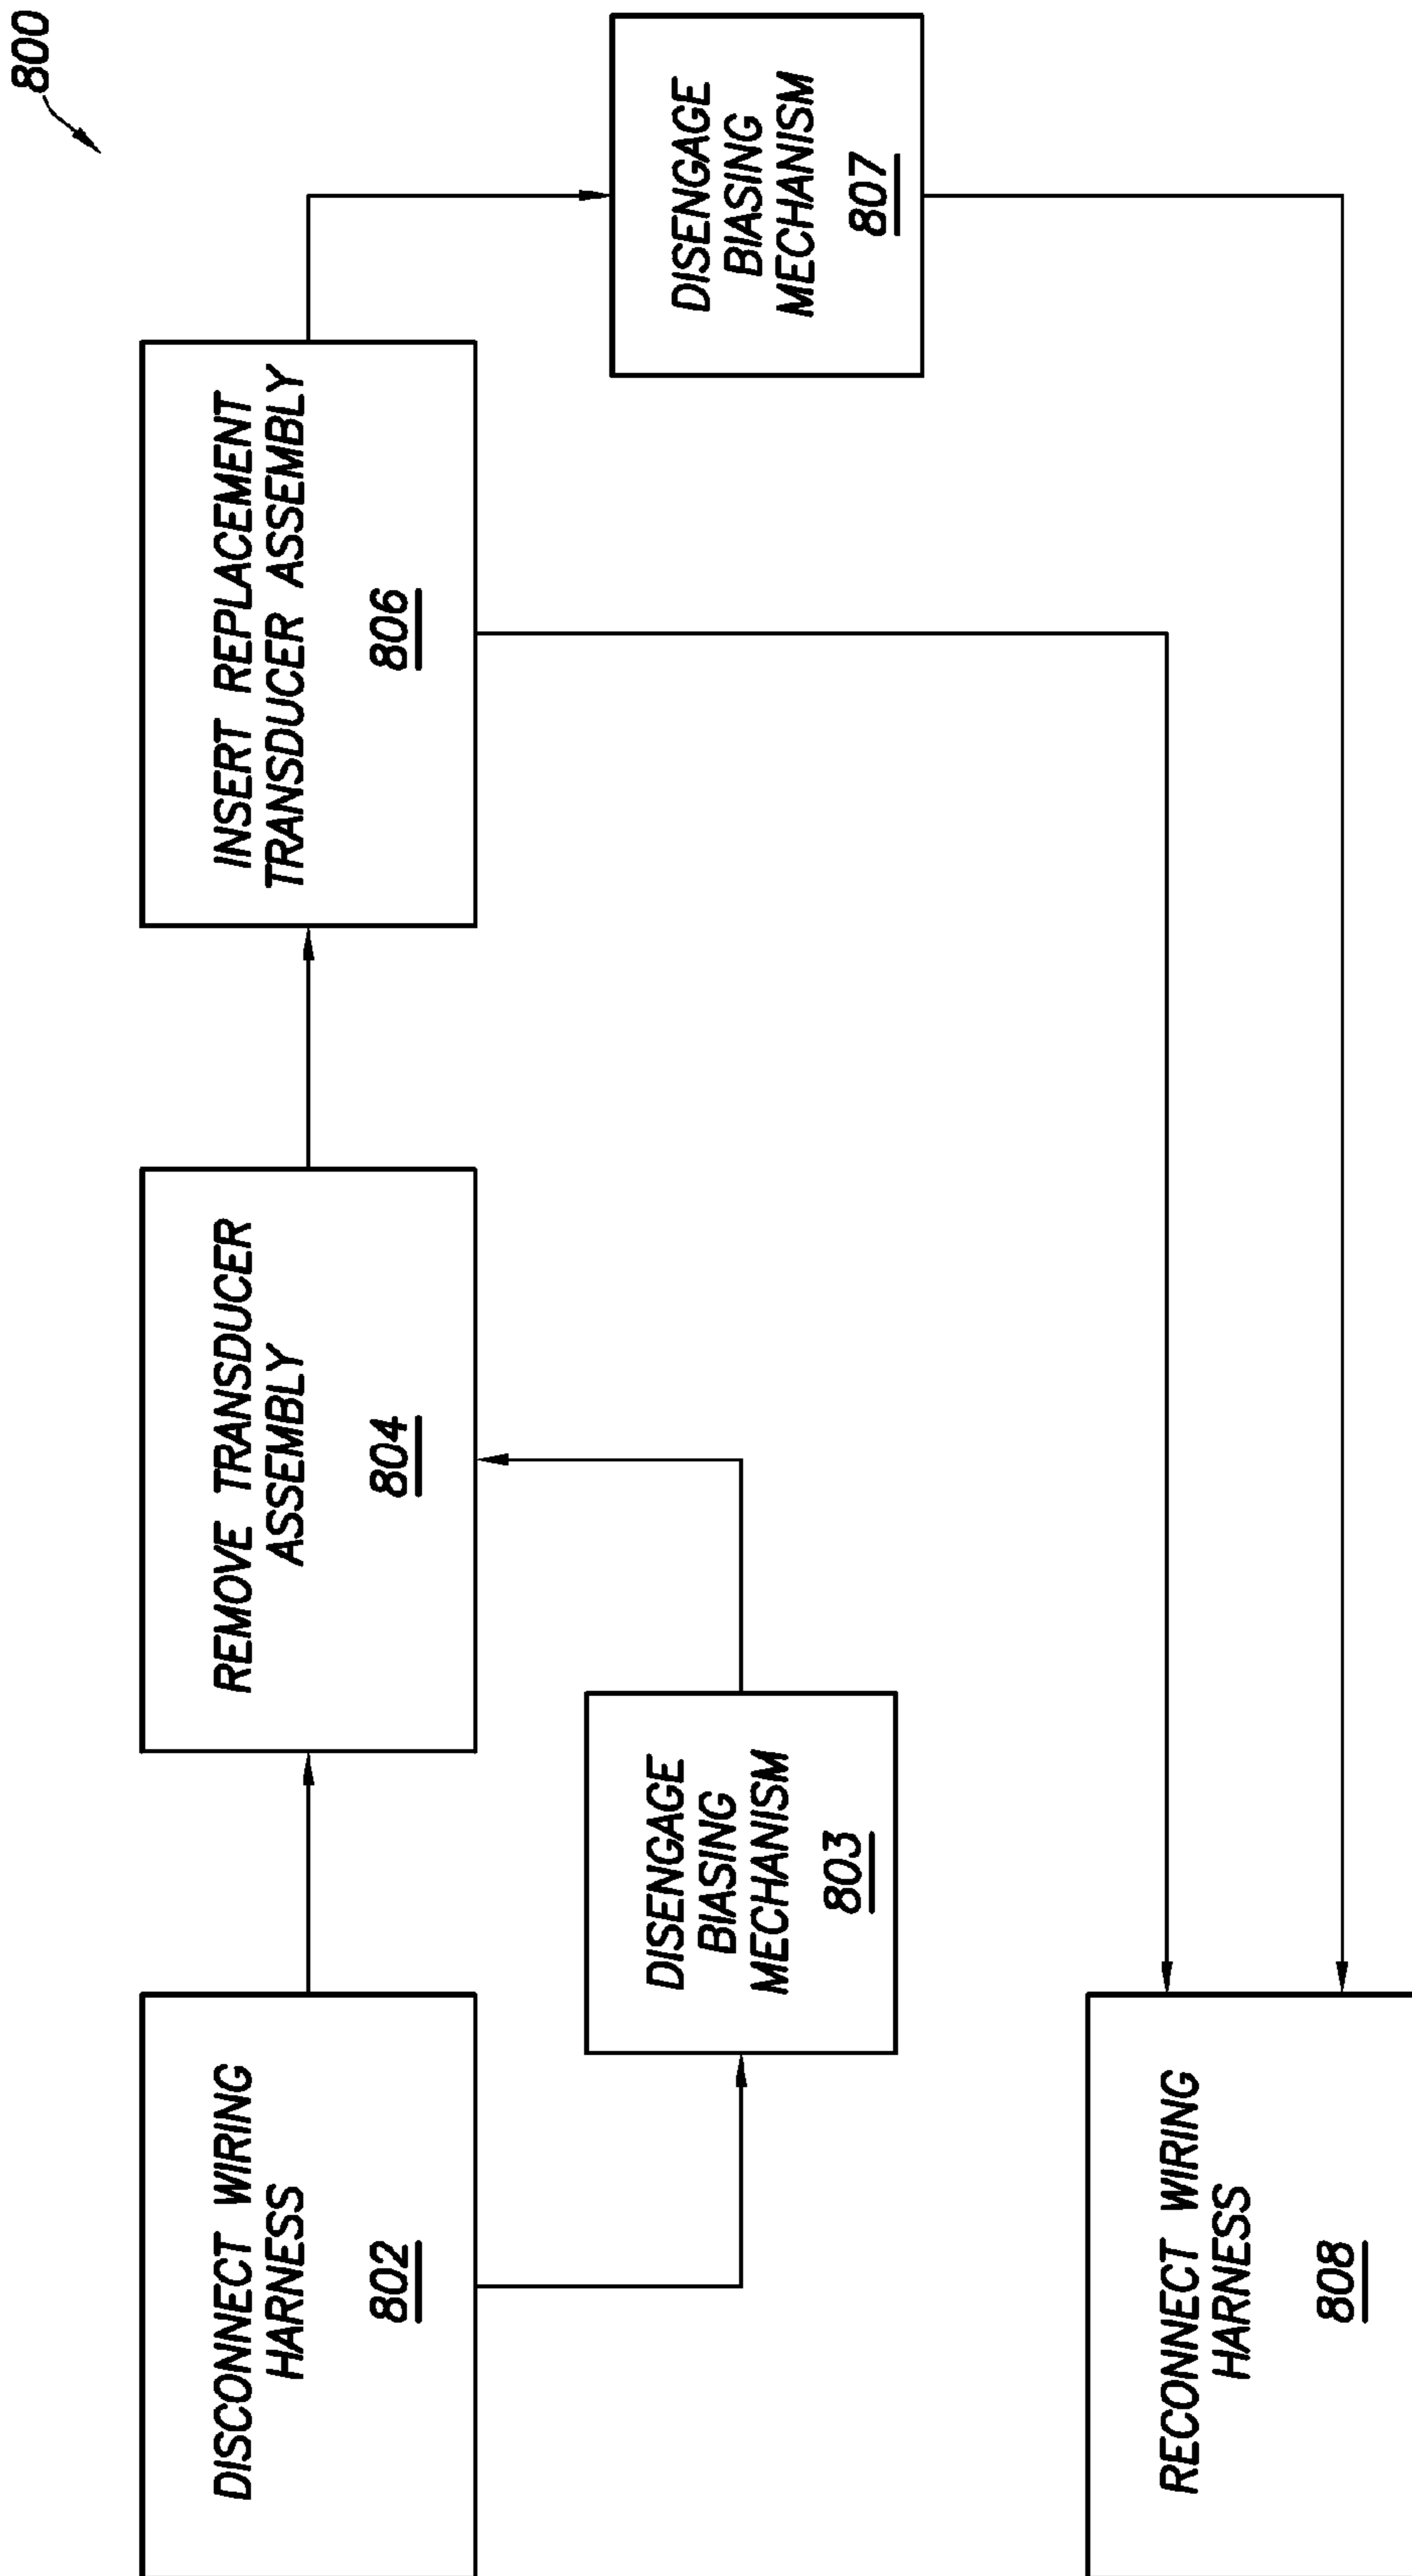 800
DISCONNECT WIRING
HARNESS
802
REMOVE TRANSDUCER
ASSEMBLY
804
INSERT REPLACEMENT
TRANSDUCER ASSEMBLY
806
DISENGAGE
BIASING
MECHANISM
803
DISENGAGE
BIASING
MECHANISM
807
RECONNECT WIRING
HARNESS
808